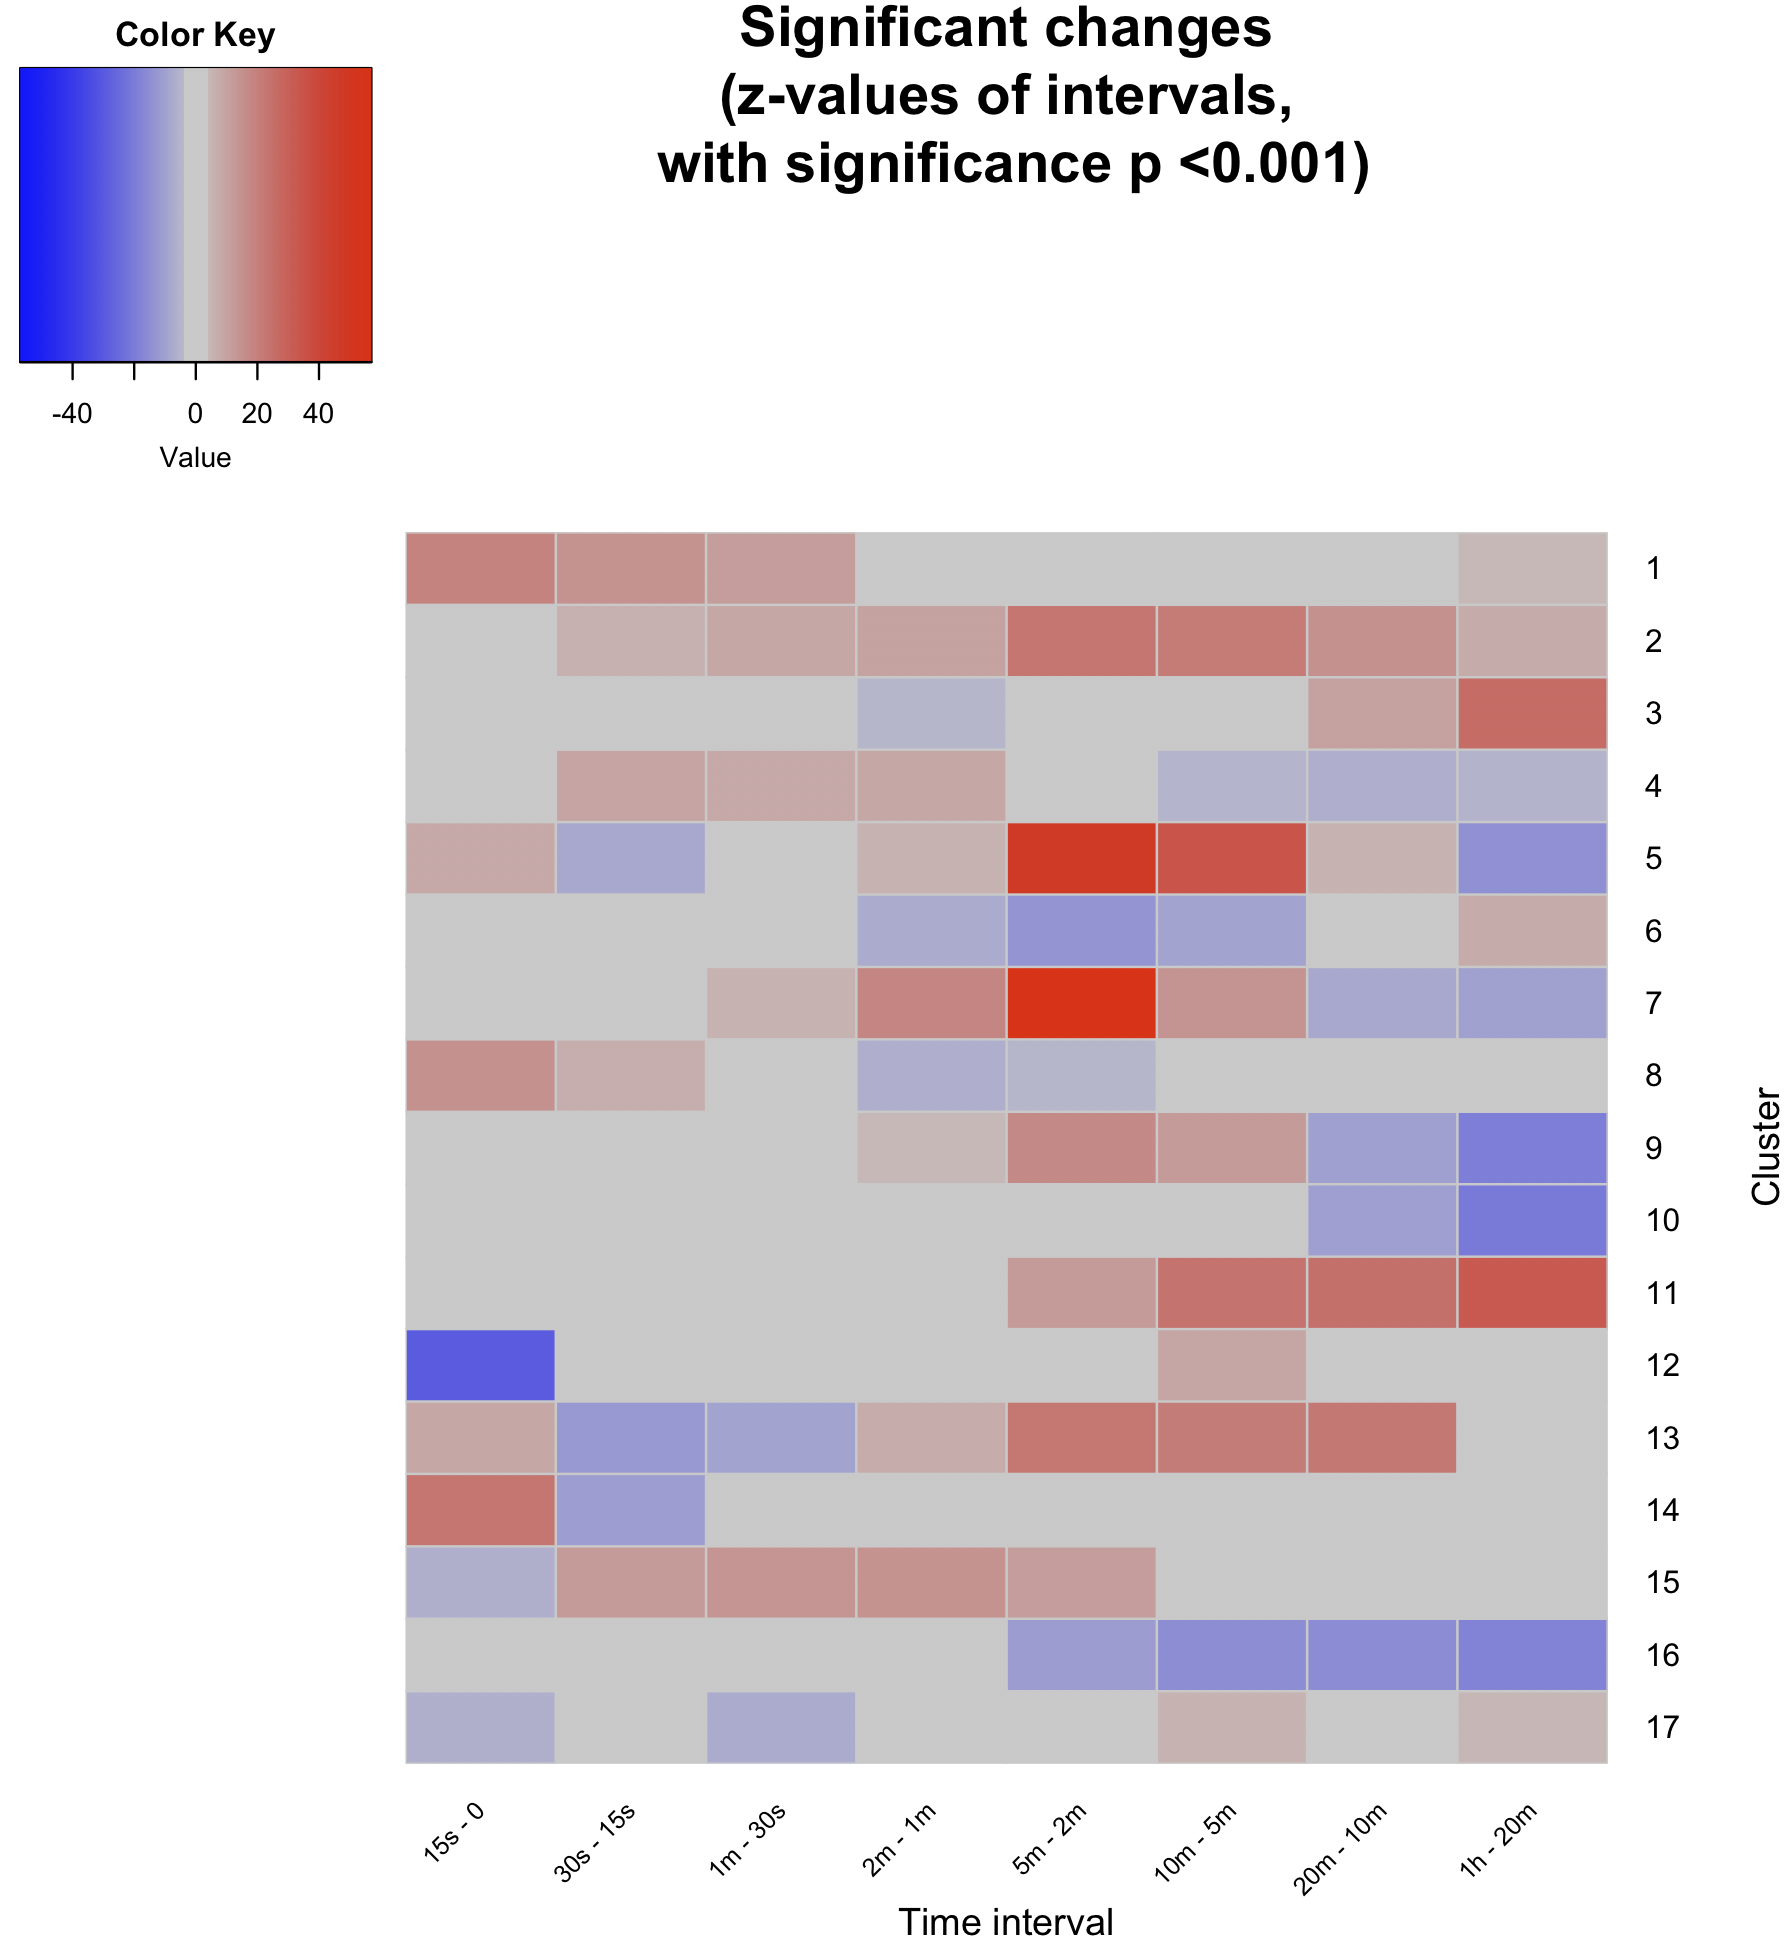 Color Key
-40 0 20 40
Value
Significant changes
(z-values of intervals,
with significance p <0.001)
1
2
3
4
5
6
7
8
9
10
11
12
13
14
15
16
17
Cluster
15s - 0
30s - 15s
1m - 30s
2m - 1m
5m - 2m
10m - 5m
20m - 10m
1h - 20m
Time interval